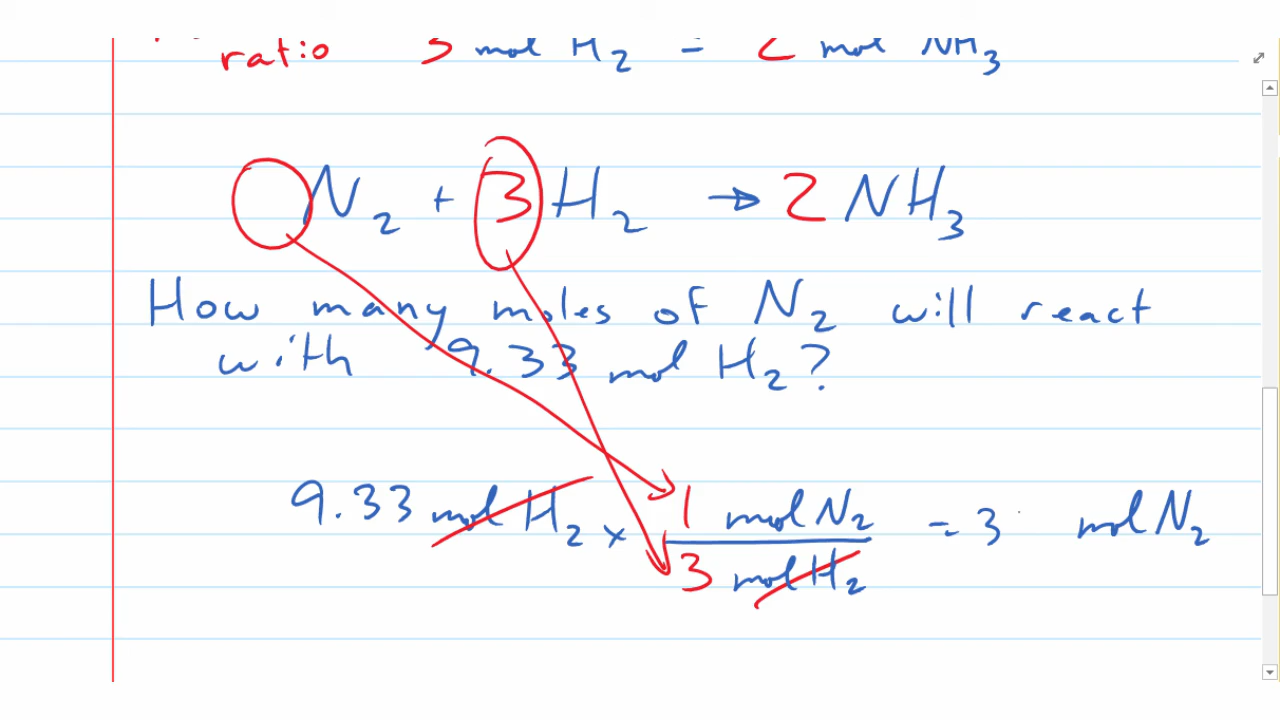 ratio 3 mol H2 = 2 mol NH3
N2 + 3 H2 → 2 NH3
How many moles of N2 will react
with 9.33 mol H2?
9.33 mol H2 × 1 mol N2 / 3 mol H2 = 3 mol N2